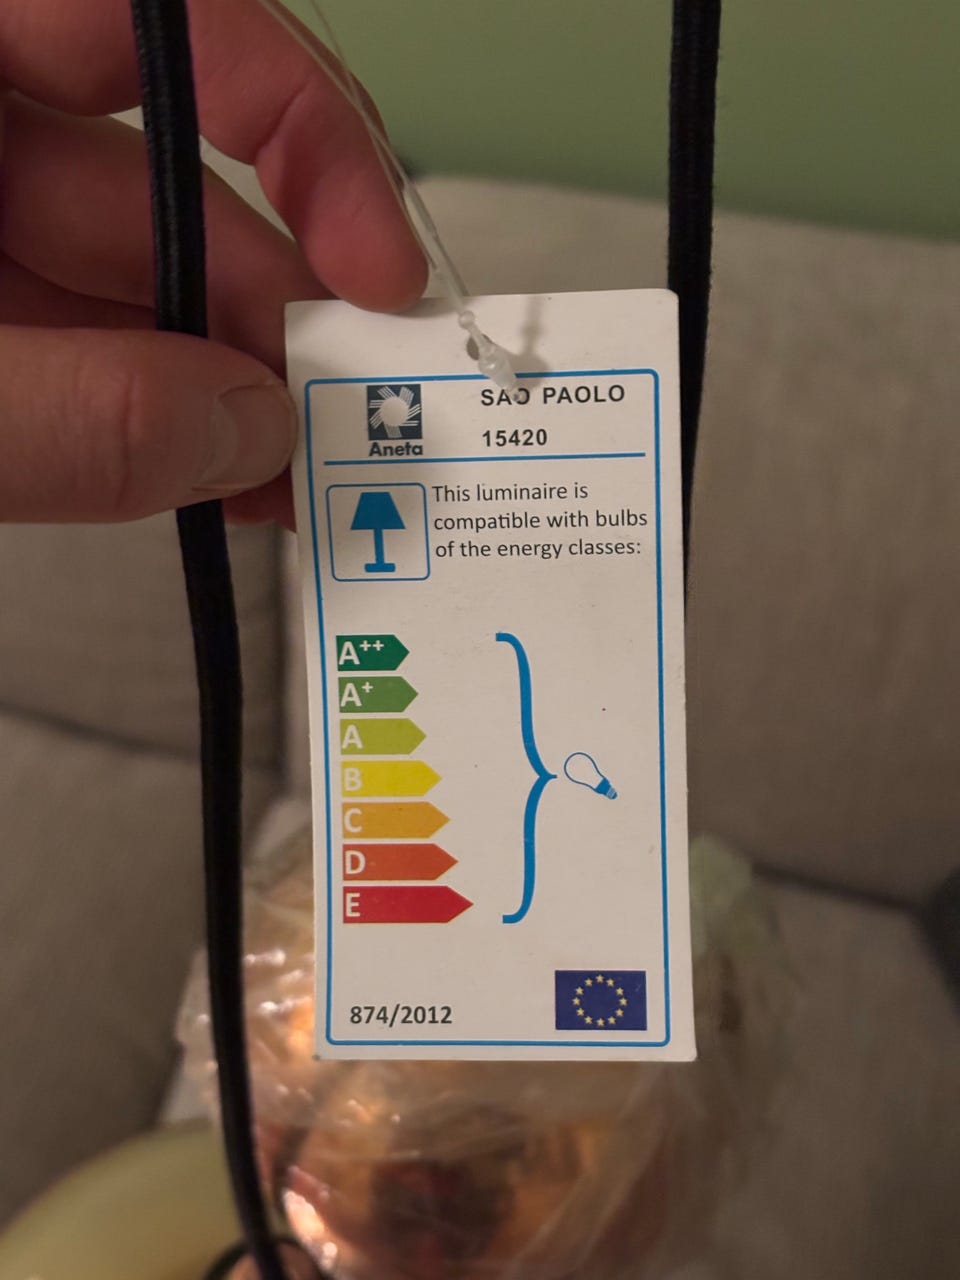 SAO PAOLO
Aneta
15420
This luminaire is
compatible with bulbs
of the energy classes:
A++
A+
A
B
C
D
E
874/2012